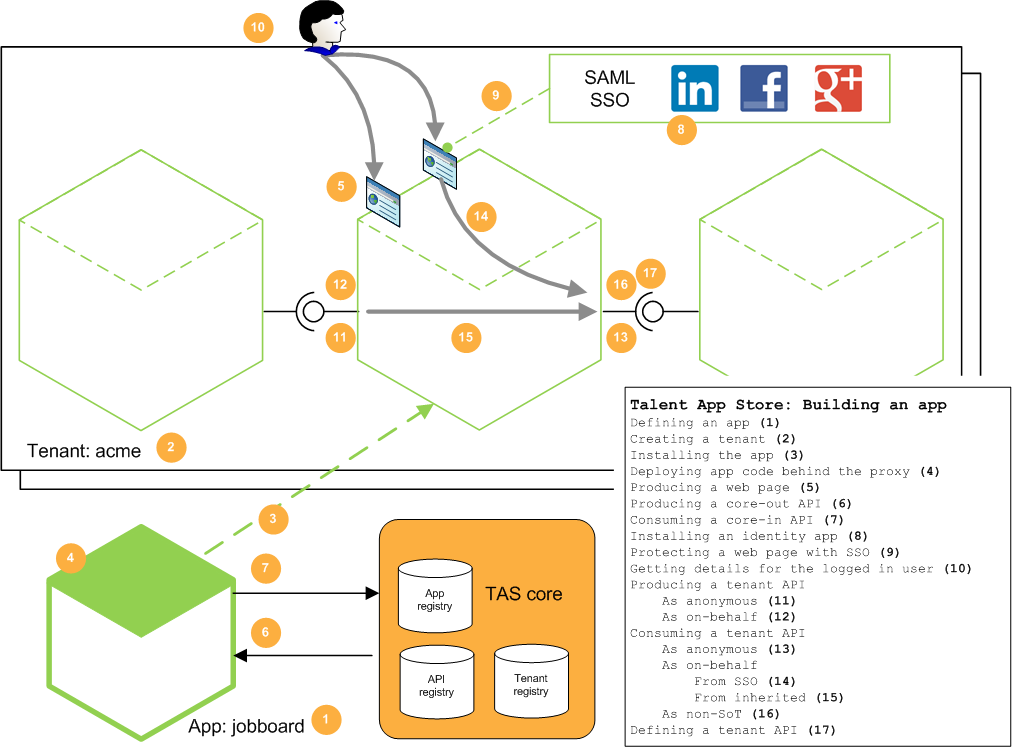 10
SAML
SSO
in
f
g+
9
8
5
14
12
16
17
11
15
13
Tenant: acme
2
3
4
7
6
App
registry
TAS core
API
registry
Tenant
registry
App: jobboard
1
Talent App Store: Building an app
Defining an app (1)
Creating a tenant (2)
Installing the app (3)
Deploying app code behind the proxy (4)
Producing a web page (5)
Producing a core-out API (6)
Consuming a core-in API (7)
Installing an identity app (8)
Protecting a web page with SSO (9)
Getting details for the logged in user (10)
Producing a tenant API
As anonymous (11)
As on-behalf (12)
Consuming a tenant API
As anonymous (13)
As on-behalf
From SSO (14)
From inherited (15)
As non-SoT (16)
Defining a tenant API (17)